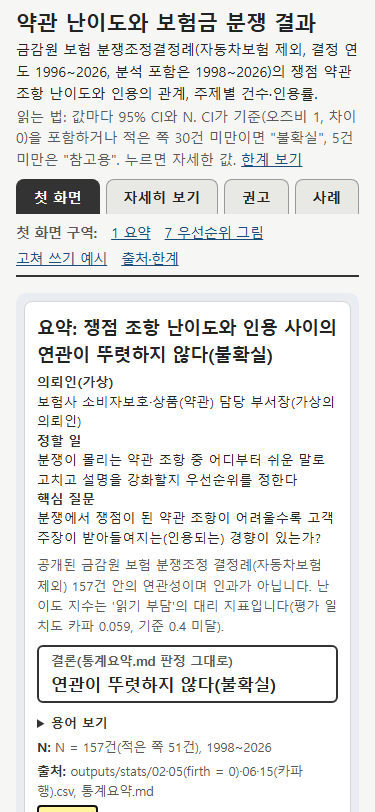 약관 난이도와 보험금 분쟁 결과
금감원 보험 분쟁조정결정례(자동차보험 제외, 결정 연
도 1996~2026, 분석 포함은 1998~2026)의 쟁점 약관
조항 난이도와 인용의 관계, 주제별 건수·인용률.
읽는 법: 값마다 95% CI와 N. CI가 기준(오즈비 1, 차이
0)을 포함하거나 적은 쪽 30건 미만이면 "불확실", 5건
미만은 "참고용". 누르면 자세한 값. 한계 보기
첫 화면 자세히 보기 권고 사례
첫 화면 구역: 1 요약 7 우선순위 그림
고쳐 쓰기 예시 출처·한계
요약: 쟁점 조항 난이도와 인용 사이의
연관이 뚜렷하지 않다(불확실)
의뢰인(가상)
보험사 소비자보호·상품(약관) 담당 부서장(가상의
의뢰인)
정할 일
분쟁이 몰리는 약관 조항 중 어디부터 쉬운 말로
고치고 설명을 강화할지 우선순위를 정한다
핵심 질문
분쟁에서 쟁점이 된 약관 조항이 어려울수록 고객
주장이 받아들여지는(인용되는) 경향이 있는가?
공개된 금감원 보험 분쟁조정 결정례(자동차보험
제외) 157건 안의 연관성이며 인과가 아닙니다. 난
이도 지수는 '읽기 부담'의 대리 지표입니다(평가 일
치도 카파 0.059, 기준 0.4 미달).
결론(통계요약.md 판정 그대로)
연관이 뚜렷하지 않다(불확실)
▶ 용어 보기
N: N = 157건(적은 쪽 51건), 1998~2026
출처: outputs/stats/02·05(firth = 0)·06·15(카파
행).csv, 통계요약.md